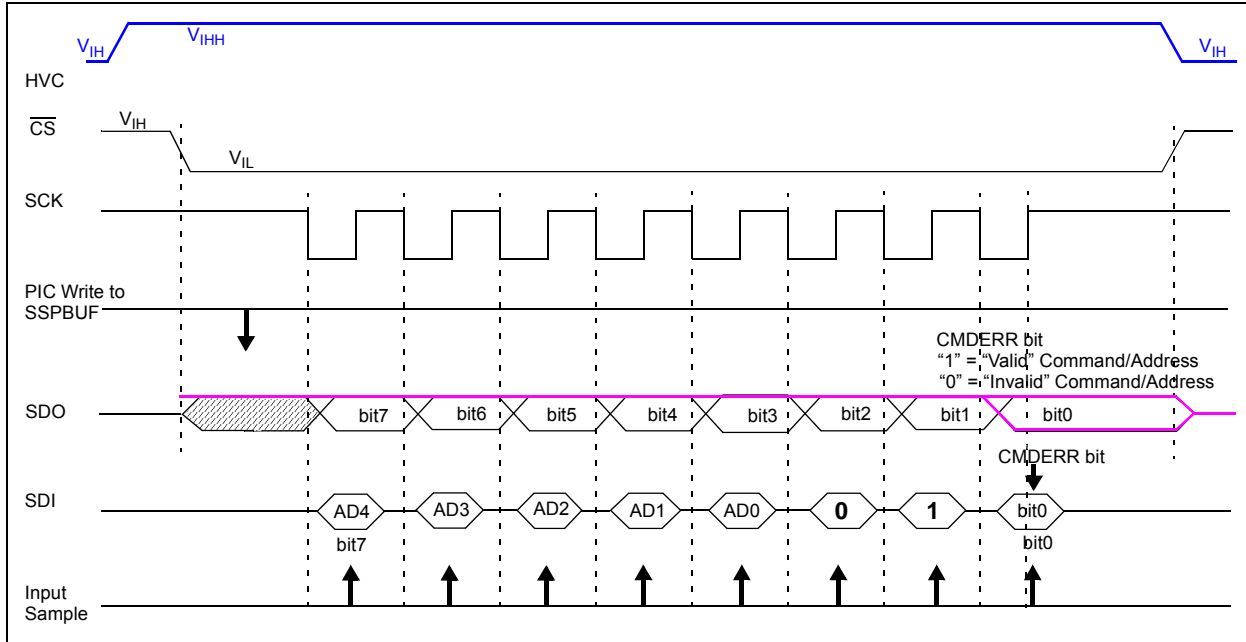 VIH VIHH VIH
HVC
CS VIH
VIL
SCK
PIC Write to
SSPBUF
CMDERR bit
“1” = “Valid” Command/Address
“0” = “Invalid” Command/Address
SDO bit7 bit6 bit5 bit4 bit3 bit2 bit1 bit0
CMDERR bit
SDI AD4 AD3 AD2 AD1 AD0 0 1 bit0
bit7 bit0
Input
Sample